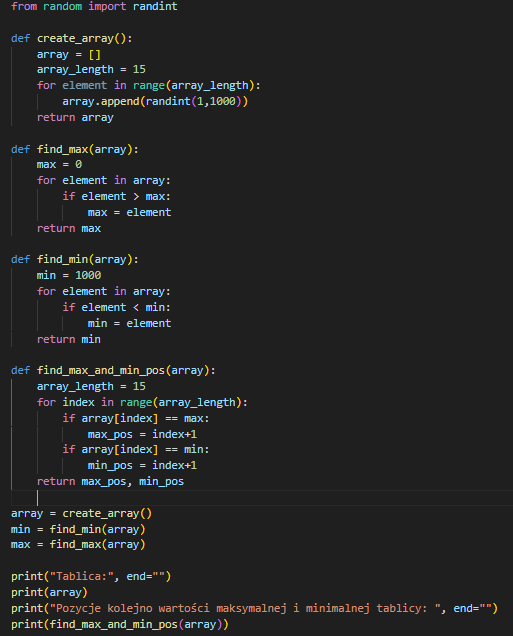 from random import randint
def create_array():
    array = []
    array_length = 15
    for element in range(array_length):
        array.append(randint(1,1000))
    return array
def find_max(array):
    max = 0
    for element in array:
        if element > max:
            max = element
    return max
def find_min(array):
    min = 1000
    for element in array:
        if element < min:
            min = element
    return min
def find_max_and_min_pos(array):
    array_length = 15
    for index in range(array_length):
        if array[index] == max:
            max_pos = index+1
        if array[index] == min:
            min_pos = index+1
    return max_pos, min_pos
array = create_array()
min = find_min(array)
max = find_max(array)
print("Tablica:", end="")
print(array)
print("Pozycje kolejno wartości maksymalnej i minimalnej tablicy: ", end="")
print(find_max_and_min_pos(array))